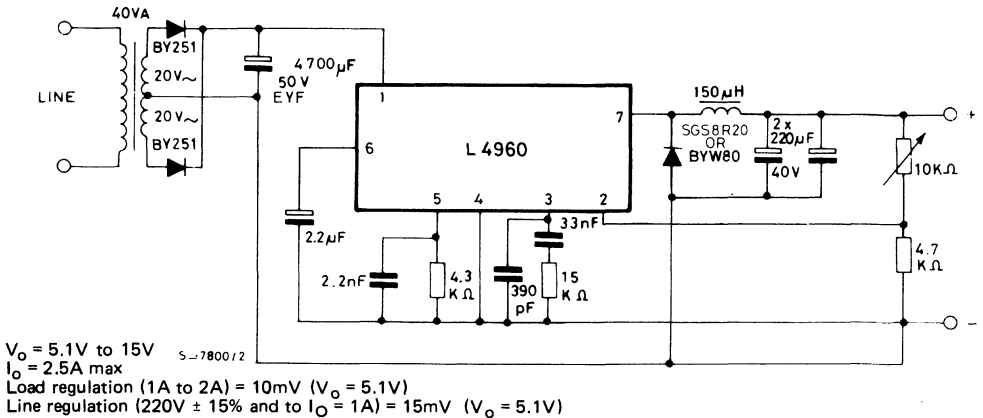 40VA
BY251
20V~
20V~
BY251
LINE
4700µF
50V
EYF
1
7
6
L4960
5
4
3
2
2.2µF
2.2nF
4.3
KΩ
390
pF
33nF
15
KΩ
150µH
SGS8R20
OR
BYW80
2x
220µF
40V
+
10KΩ
4.7
KΩ
-
S-7800/2
Vo = 5.1V to 15V
Io = 2.5A max
Load regulation (1A to 2A) = 10mV (Vo = 5.1V)
Line regulation (220V ± 15% and to Io = 1A) = 15mV (Vo = 5.1V)